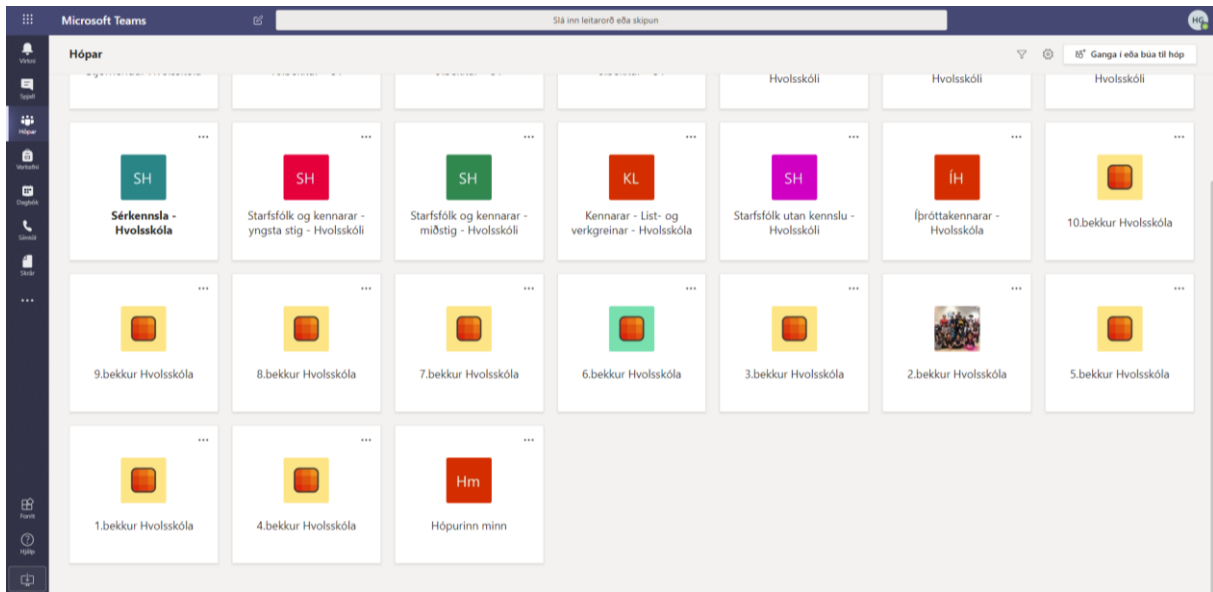 Microsoft Teams
Slá inn leitarorð eða skipun
HG
Virkni
Spjall
Hópar
Verkefni
Dagbók
Símtöl
Skrár
Forrit
Hjálp
Hópar
Ganga í eða búa til hóp
Hvolsskóli
Hvolsskóli
Hvolsskóli
SH
Sérkennsla -
Hvolsskóla
SH
Starfsfólk og kennarar -
yngsta stig - Hvolsskóli
SH
Starfsfólk og kennarar -
miðstig - Hvolsskóli
KL
Kennarar - List- og
verkgreinar - Hvolsskóla
SH
Starfsfólk utan kennslu -
Hvolsskóli
ÍH
Íþróttakennarar -
Hvolsskóla
10.bekkur Hvolsskóla
9.bekkur Hvolsskóla
8.bekkur Hvolsskóla
7.bekkur Hvolsskóla
6.bekkur Hvolsskóla
3.bekkur Hvolsskóla
2.bekkur Hvolsskóla
5.bekkur Hvolsskóla
1.bekkur Hvolsskóla
4.bekkur Hvolsskóla
Hm
Hópurinn minn